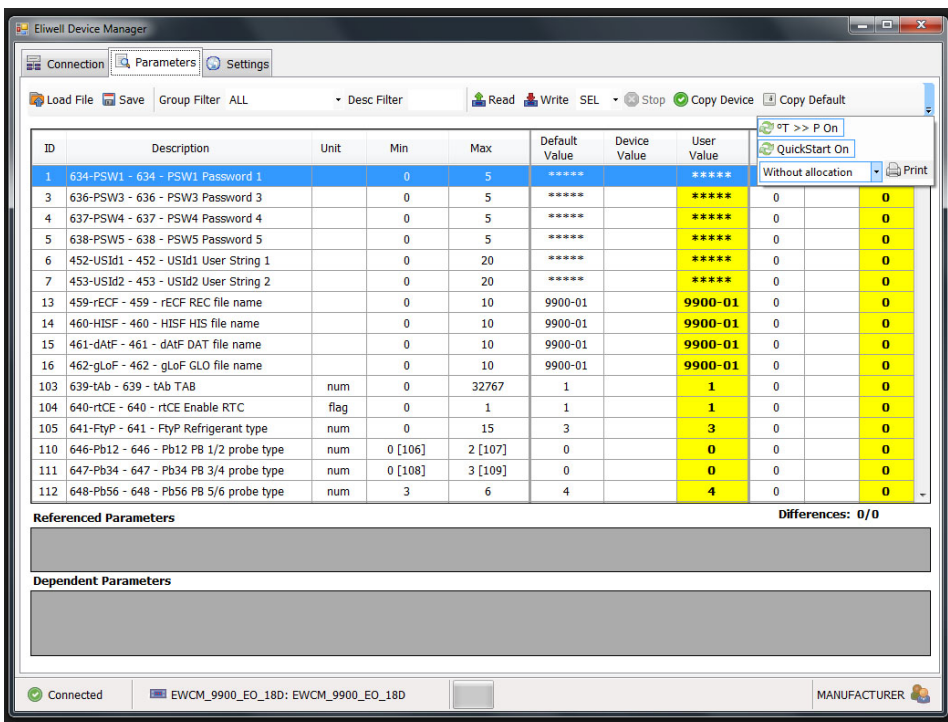 Eliwell Device Manager
Connection Parameters Settings
Load File Save Group Filter ALL Desc Filter Read Write SEL Stop Copy Device Copy Default
°T >> P On
QuickStart On
Without allocation Print
ID Description Unit Min Max Default Value Device Value User Value
1 634-PSW1 - 634 - PSW1 Password 1 0 5 ***** *****
3 636-PSW3 - 636 - PSW3 Password 3 0 5 ***** ***** 0 0
4 637-PSW4 - 637 - PSW4 Password 4 0 5 ***** ***** 0 0
5 638-PSW5 - 638 - PSW5 Password 5 0 5 ***** ***** 0 0
6 452-USId1 - 452 - USId1 User String 1 0 20 ***** ***** 0 0
7 453-USId2 - 453 - USId2 User String 2 0 20 ***** ***** 0 0
13 459-rECF - 459 - rECF REC file name 0 10 9900-01 9900-01 0 0
14 460-HISF - 460 - HISF HIS file name 0 10 9900-01 9900-01 0 0
15 461-dAtF - 461 - dAtF DAT file name 0 10 9900-01 9900-01 0 0
16 462-gLoF - 462 - gLoF GLO file name 0 10 9900-01 9900-01 0 0
103 639-tAb - 639 - tAb TAB num 0 32767 1 1 0 0
104 640-rtCE - 640 - rtCE Enable RTC flag 0 1 1 1 0 0
105 641-FtyP - 641 - FtyP Refrigerant type num 0 15 3 3 0 0
110 646-Pb12 - 646 - Pb12 PB 1/2 probe type num 0 [106] 2 [107] 0 0 0 0
111 647-Pb34 - 647 - Pb34 PB 3/4 probe type num 0 [108] 3 [109] 0 0 0 0
112 648-Pb56 - 648 - Pb56 PB 5/6 probe type num 3 6 4 4 0 0
Referenced Parameters Differences: 0/0
Dependent Parameters
Connected EWCM_9900_EO_18D: EWCM_9900_EO_18D MANUFACTURER